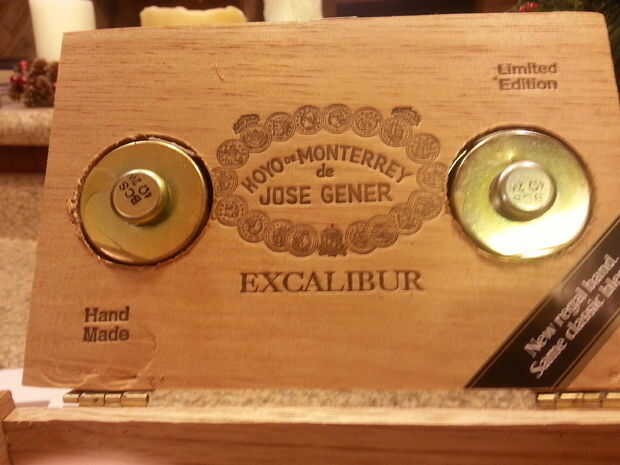 Limited
Edition
HOYO DE MONTERREY
de
JOSE GENER
EXCALIBUR
Hand
Made
New regal band.
Same classic